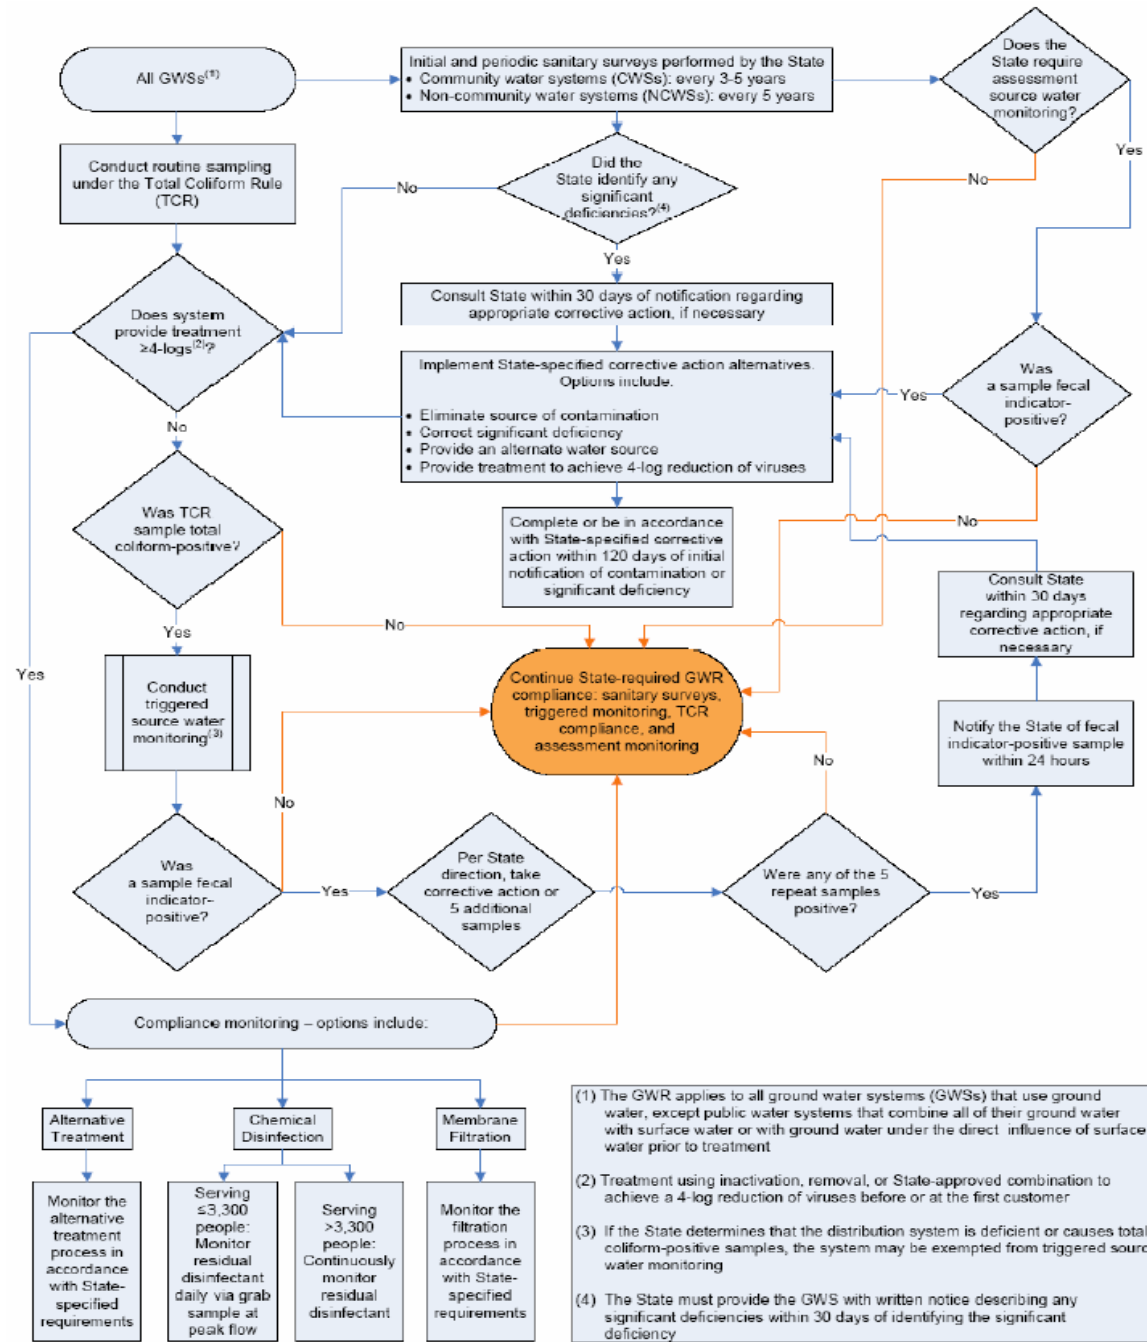 All GWSs(1)
Initial and periodic sanitary surveys performed by the State
• Community water systems (CWSs): every 3-5 years
• Non-community water systems (NCWSs): every 5 years
Does the
State require
assessment
source water
monitoring?
Yes
No
Conduct routine sampling
under the Total Coliform Rule
(TCR)
No
Did the
State identify any
significant
deficiencies?(4)
Yes
Yes
Consult State within 30 days of notification regarding
appropriate corrective action, if necessary
Does system
provide treatment
≥4-logs(2)?
No
Implement State-specified corrective action alternatives.
Options include.
• Eliminate source of contamination
• Correct significant deficiency
• Provide an alternate water source
• Provide treatment to achieve 4-log reduction of viruses
Yes
Was
a sample fecal
indicator-
positive?
No
Was TCR
sample total
coliform-positive?
Complete or be in accordance
with State-specified corrective
action within 120 days of initial
notification of contamination or
significant deficiency
Consult State
within 30 days
regarding appropriate
corrective action, if
necessary
Yes
No
Yes
Conduct
triggered
source water
monitoring(3)
Continue State-required GWR
compliance: sanitary surveys,
triggered monitoring, TCR
compliance, and
assessment monitoring
Notify the State of fecal
indicator-positive sample
within 24 hours
No
No
Was
a sample fecal
indicator-
positive?
Yes
Per State
direction, take
corrective action or
5 additional
samples
Were any of the 5
repeat samples
positive?
Yes
Compliance monitoring – options include:
Alternative
Treatment
Chemical
Disinfection
Membrane
Filtration
Monitor the
alternative
treatment
process in
accordance
with State-
specified
requirements
Serving
≤3,300
people:
Monitor
residual
disinfectant
daily via grab
sample at
peak flow
Serving
>3,300
people:
Continuously
monitor
residual
disinfectant
Monitor the
filtration
process in
accordance
with State-
specified
requirements
(1) The GWR applies to all ground water systems (GWSs) that use ground
water, except public water systems that combine all of their ground water
with surface water or with ground water under the direct influence of surface
water prior to treatment
(2) Treatment using inactivation, removal, or State-approved combination to
achieve a 4-log reduction of viruses before or at the first customer
(3) If the State determines that the distribution system is deficient or causes total
coliform-positive samples, the system may be exempted from triggered sourc
water monitoring
(4) The State must provide the GWS with written notice describing any
significant deficiencies within 30 days of identifying the significant
deficiency